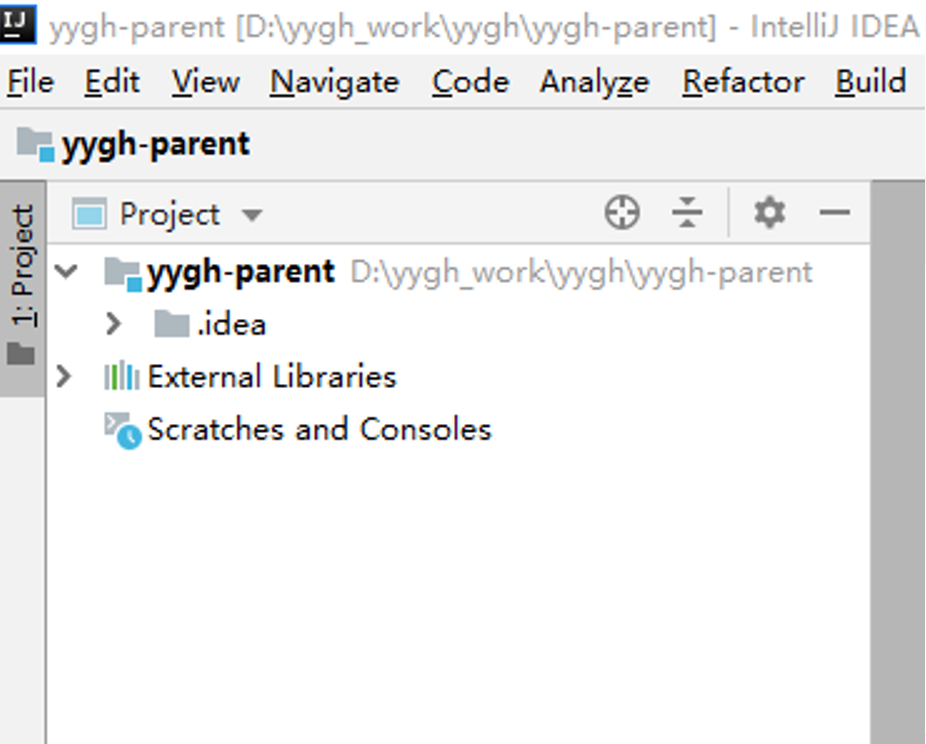 IJ yygh-parent [D:\yygh_work\yygh\yygh-parent] - IntelliJ IDEA
File Edit View Navigate Code Analyze Refactor Build
yygh-parent
1: Project
Project
yygh-parent D:\yygh_work\yygh\yygh-parent
.idea
External Libraries
Scratches and Consoles